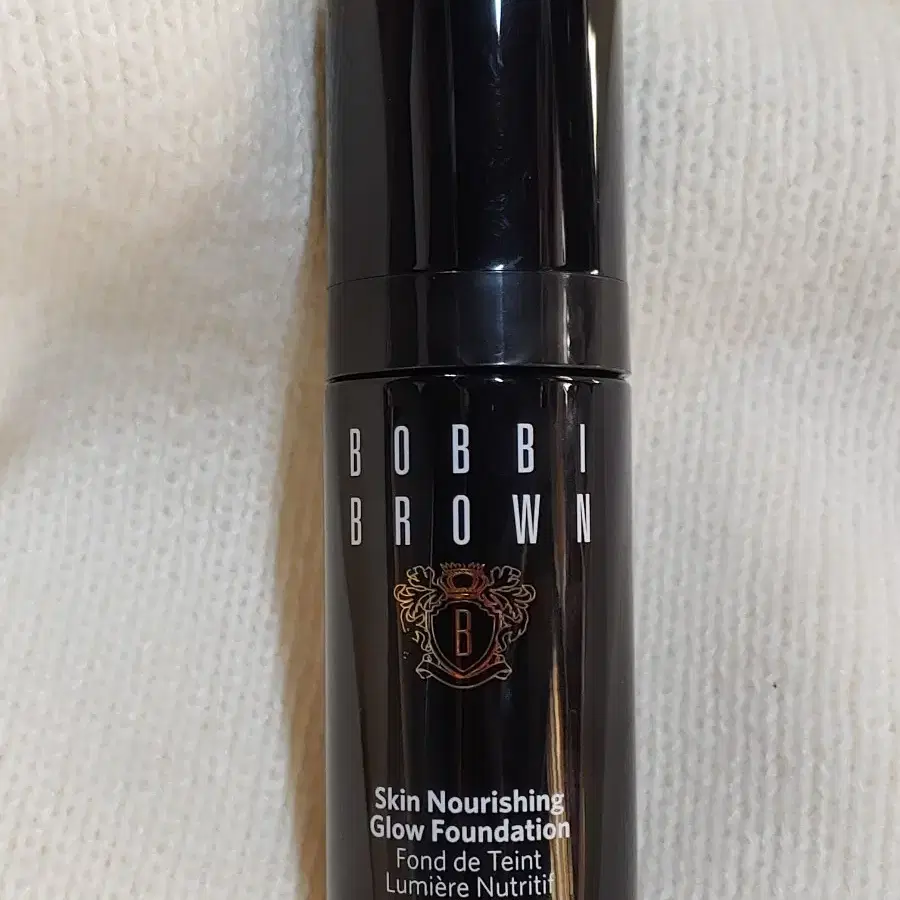 BOBBI
BROWN
B
Skin Nourishing
Glow Foundation
Fond de Teint
Lumière Nutritif